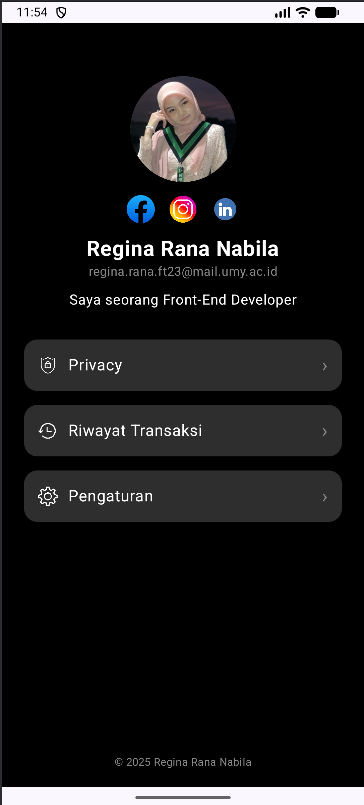 11:54
Regina Rana Nabila
regina.rana.ft23@mail.umy.ac.id
Saya seorang Front-End Developer
Privacy
Riwayat Transaksi
Pengaturan
© 2025 Regina Rana Nabila